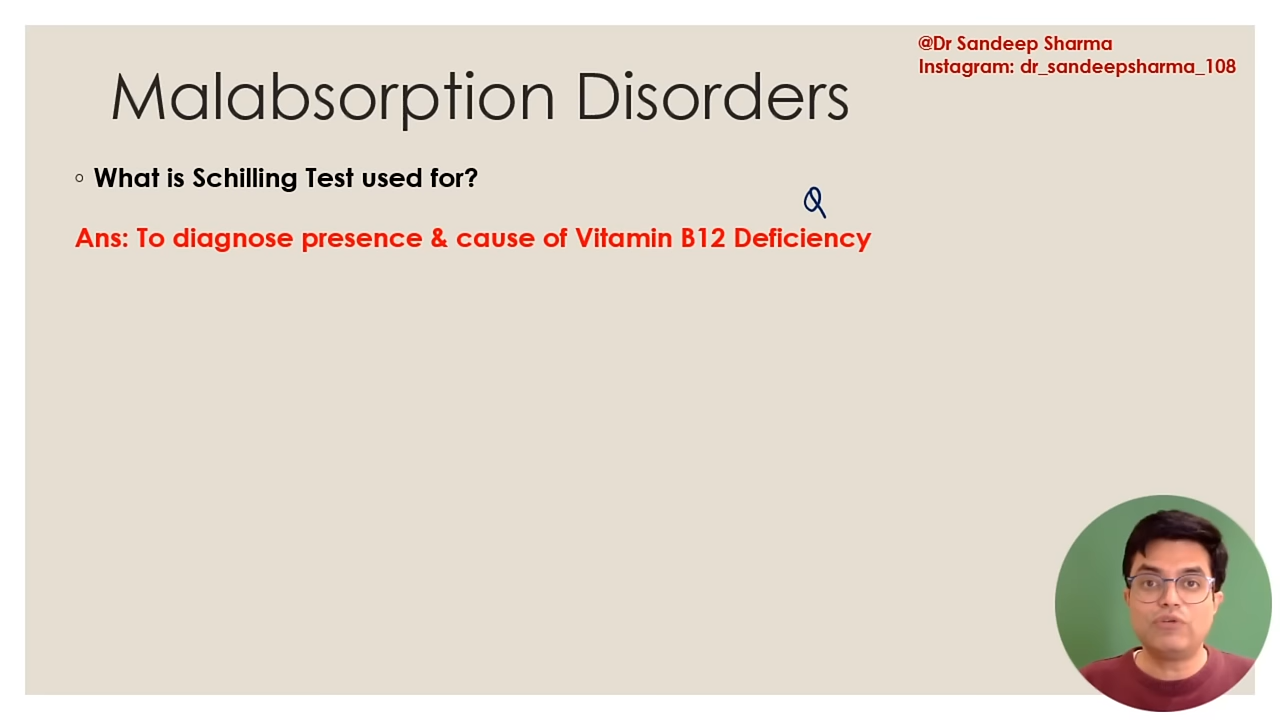 @Dr Sandeep Sharma
Instagram: dr_sandeepsharma_108
Malabsorption Disorders
◦ What is Schilling Test used for?
Ans: To diagnose presence & cause of Vitamin B12 Deficiency